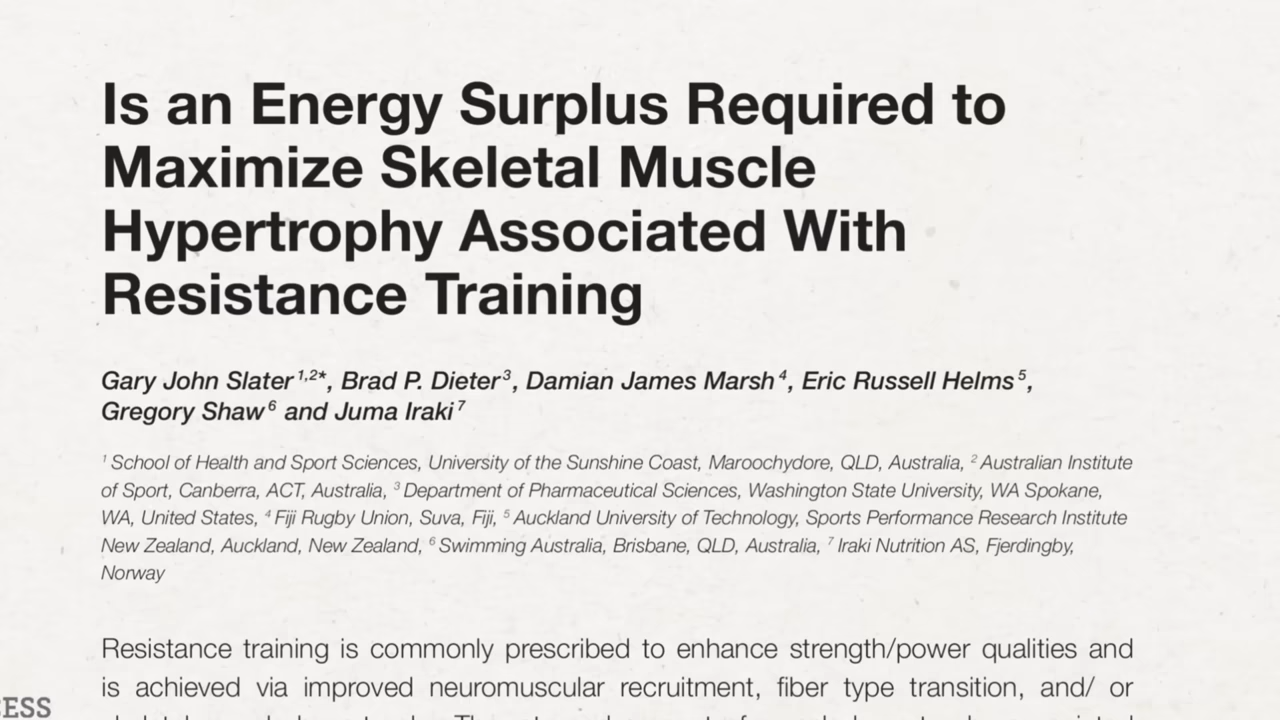 Is an Energy Surplus Required to
Maximize Skeletal Muscle
Hypertrophy Associated With
Resistance Training
Gary John Slater 1,2*, Brad P. Dieter 3, Damian James Marsh 4, Eric Russell Helms 5,
Gregory Shaw 6 and Juma Iraki 7
1 School of Health and Sport Sciences, University of the Sunshine Coast, Maroochydore, QLD, Australia, 2 Australian Institute
of Sport, Canberra, ACT, Australia, 3 Department of Pharmaceutical Sciences, Washington State University, WA Spokane,
WA, United States, 4 Fiji Rugby Union, Suva, Fiji, 5 Auckland University of Technology, Sports Performance Research Institute
New Zealand, Auckland, New Zealand, 6 Swimming Australia, Brisbane, QLD, Australia, 7 Iraki Nutrition AS, Fjerdingby,
Norway
Resistance training is commonly prescribed to enhance strength/power qualities and
is achieved via improved neuromuscular recruitment, fiber type transition, and/ or
CESS